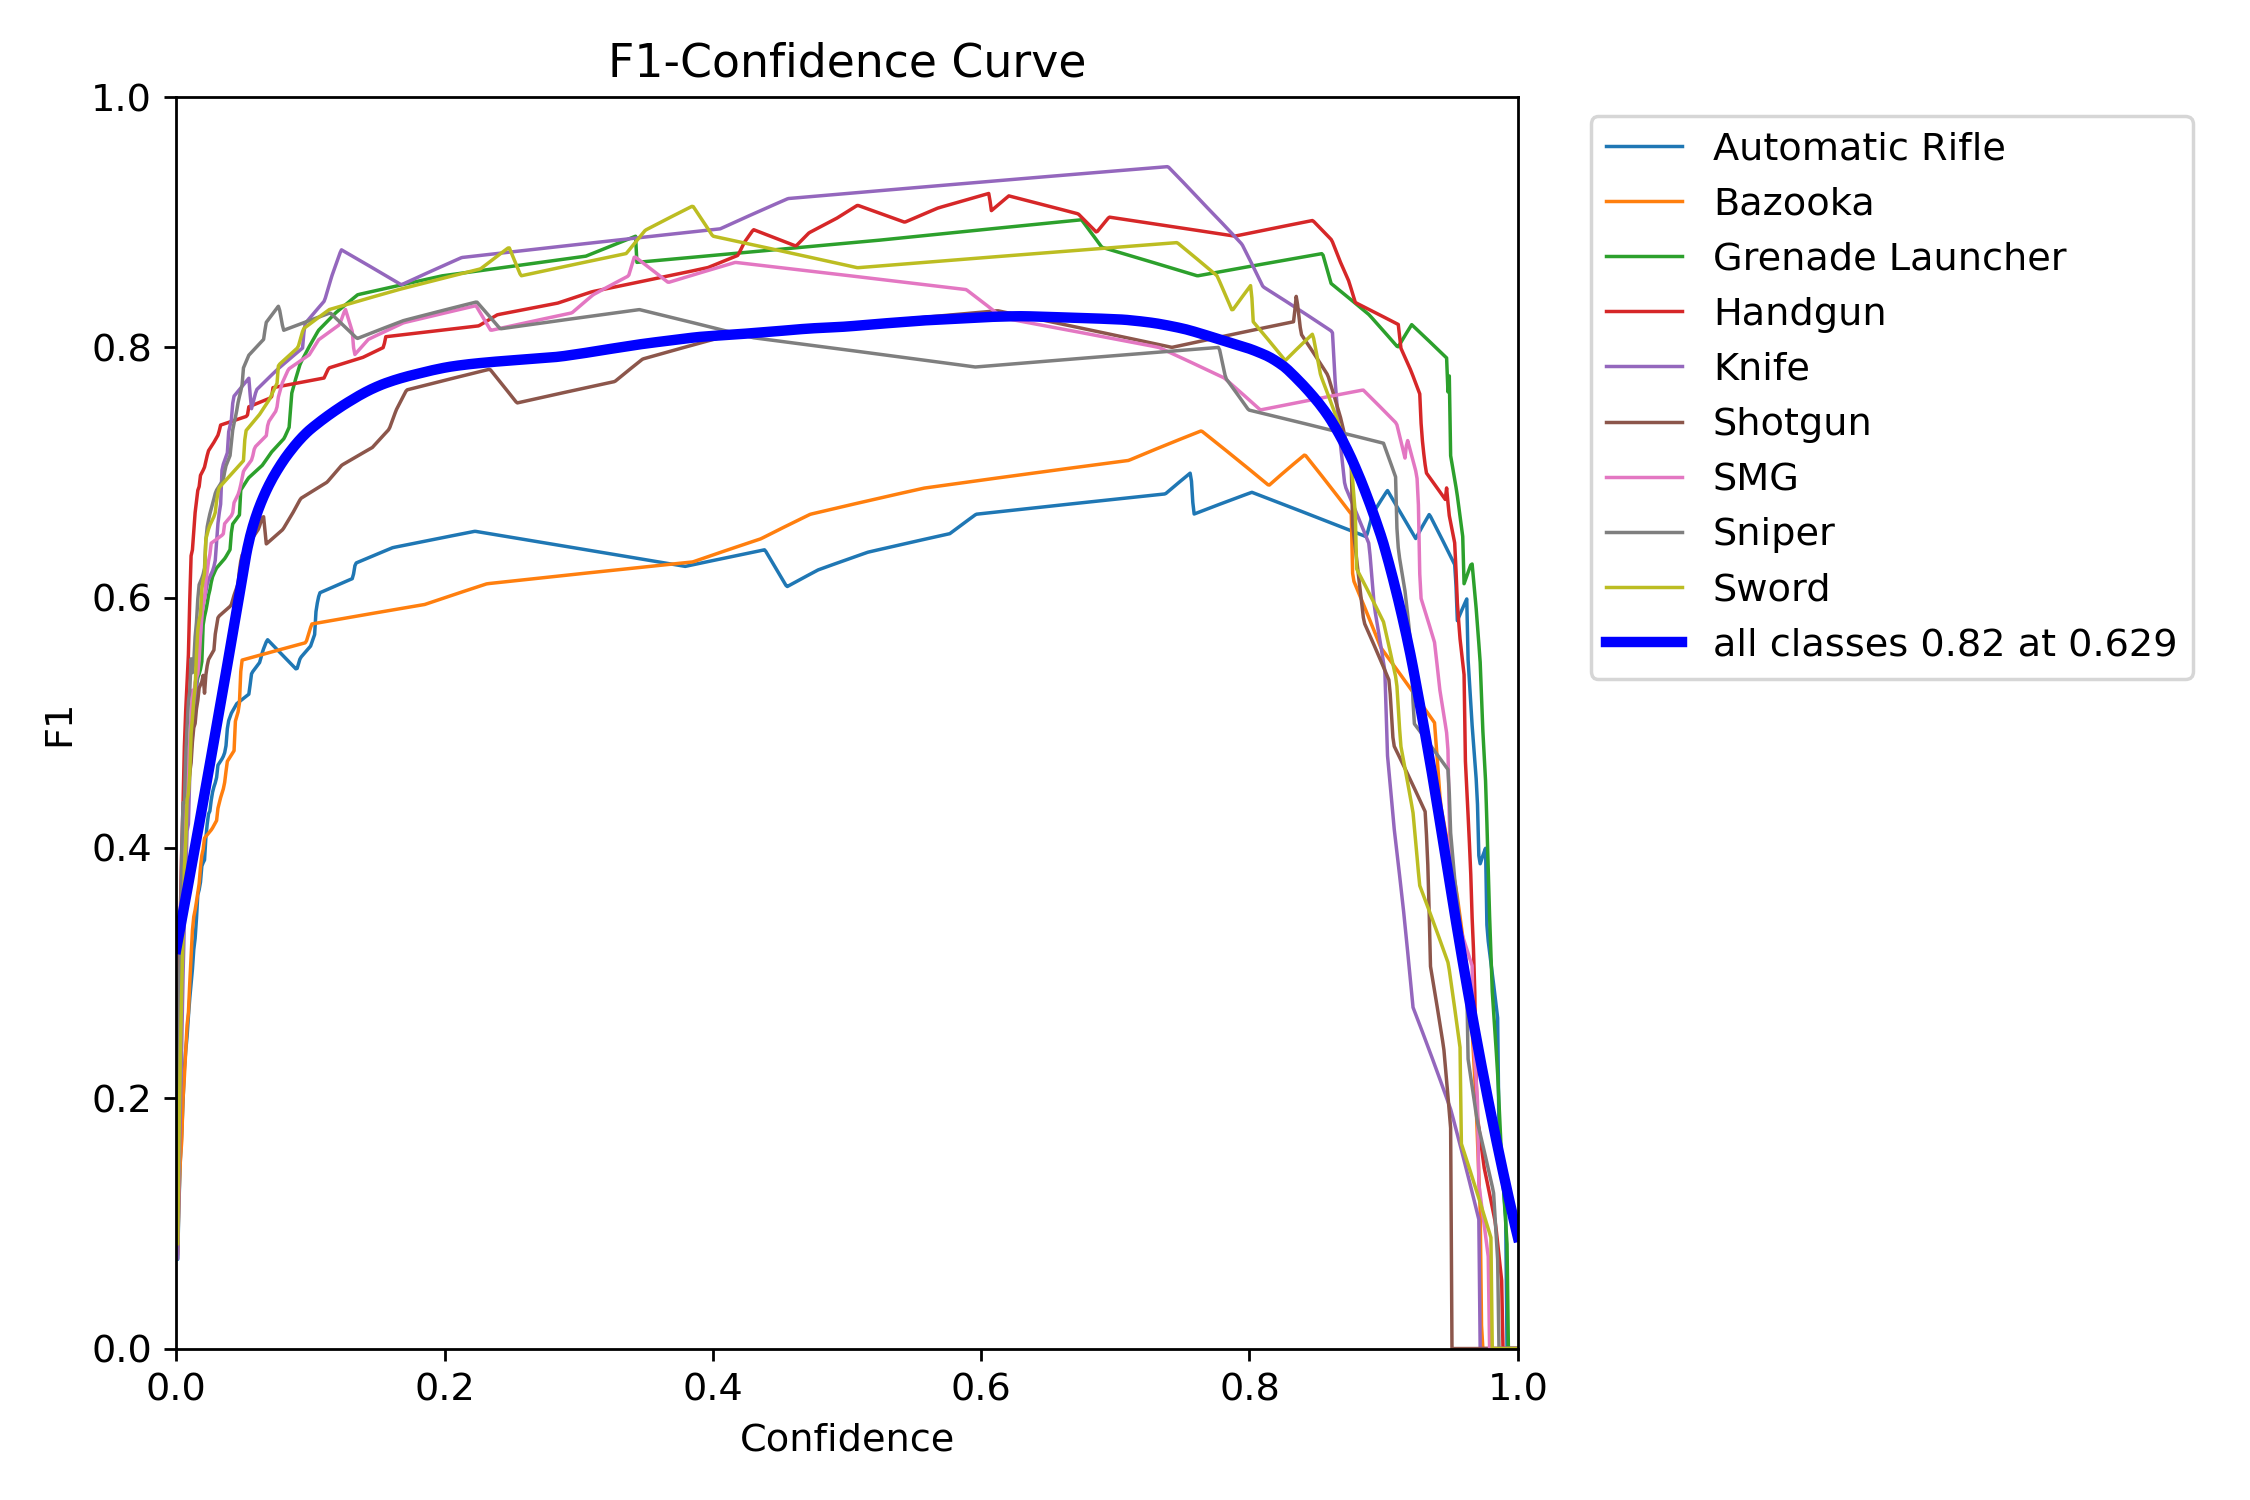 F1-Confidence Curve
1.0
0.8
0.6
0.4
0.2
0.0
F1
0.0 0.2 0.4 0.6 0.8 1.0
Confidence
Automatic Rifle
Bazooka
Grenade Launcher
Handgun
Knife
Shotgun
SMG
Sniper
Sword
all classes 0.82 at 0.629